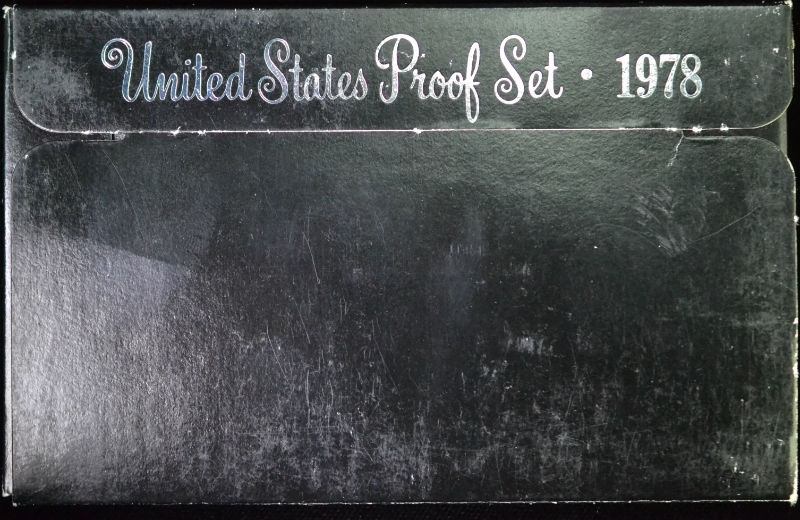 United States Proof Set • 1978